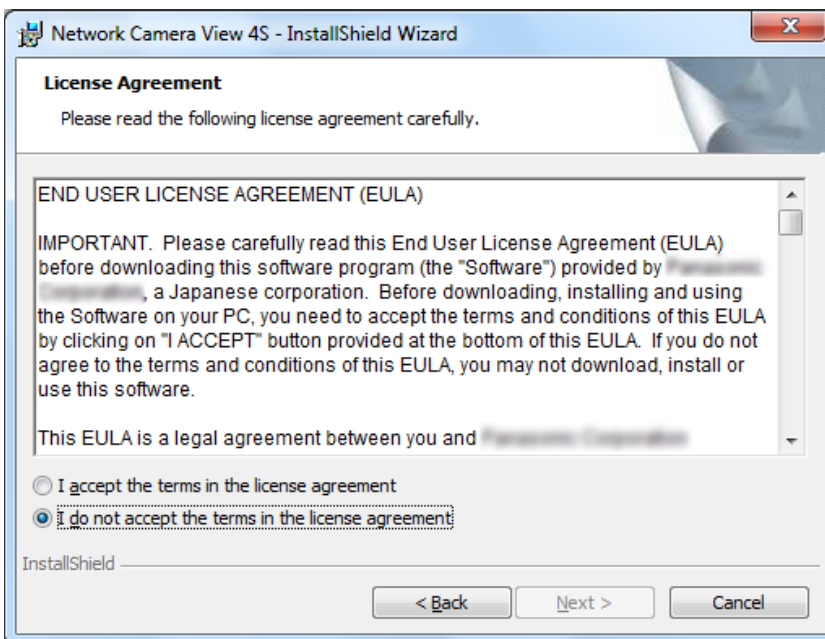 Network Camera View 4S - InstallShield Wizard
License Agreement
Please read the following license agreement carefully.
END USER LICENSE AGREEMENT (EULA)
IMPORTANT.  Please carefully read this End User License Agreement (EULA)
before downloading this software program (the "Software") provided by
, a Japanese corporation.  Before downloading, installing and using
the Software on your PC, you need to accept the terms and conditions of this EULA
by clicking on "I ACCEPT" button provided at the bottom of this EULA.  If you do not
agree to the terms and conditions of this EULA, you may not download, install or
use this software.
This EULA is a legal agreement between you and
I accept the terms in the license agreement
I do not accept the terms in the license agreement
InstallShield
< Back
Next >
Cancel